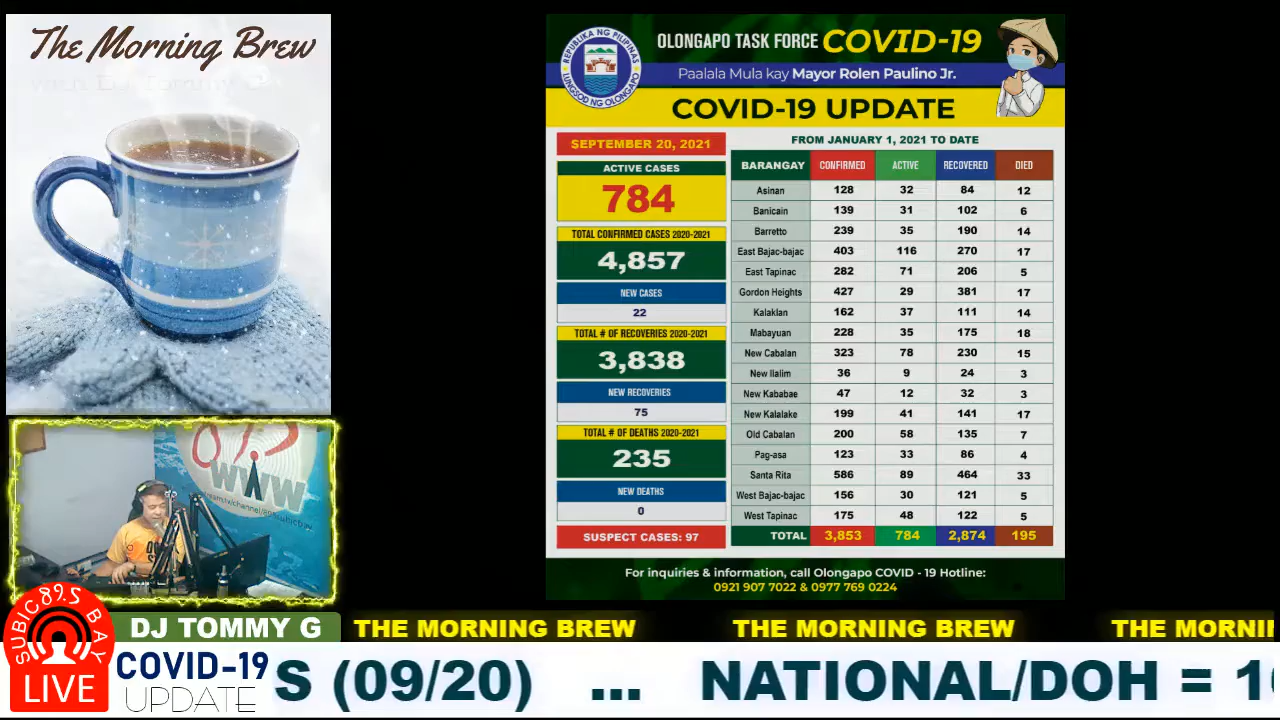 The Morning Brew
with DJ Tommy G
REPUBLIKA NG PILIPINAS
LUNGSOD NG OLONGAPO
OLONGAPO TASK FORCE COVID-19
Paalala Mula kay Mayor Rolen Paulino Jr.
COVID-19 UPDATE
SEPTEMBER 20, 2021
ACTIVE CASES
784
TOTAL CONFIRMED CASES 2020-2021
4,857
NEW CASES
22
TOTAL # OF RECOVERIES 2020-2021
3,838
NEW RECOVERIES
75
TOTAL # OF DEATHS 2020-2021
235
NEW DEATHS
0
SUSPECT CASES: 97
FROM JANUARY 1, 2021 TO DATE
BARANGAY CONFIRMED ACTIVE RECOVERED DIED
Asinan 128 32 84 12
Banicain 139 31 102 6
Barretto 239 35 190 14
East Bajac-bajac 403 116 270 17
East Tapinac 282 71 206 5
Gordon Heights 427 29 381 17
Kalaklan 162 37 111 14
Mabayuan 228 35 175 18
New Cabalan 323 78 230 15
New Ilalim 36 9 24 3
New Kababae 47 12 32 3
New Kalalake 199 41 141 17
Old Cabalan 200 58 135 7
Pag-asa 123 33 86 4
Santa Rita 586 89 464 33
West Bajac-bajac 156 30 121 5
West Tapinac 175 48 122 5
TOTAL 3,853 784 2,874 195
For inquiries & information, call Olongapo COVID - 19 Hotline:
0921 907 7022 & 0977 769 0224
WWW
SUBIC 89.5 BAY
LIVE
DJ TOMMY G
THE MORNING BREW THE MORNING BREW THE MORNI
COVID-19
UPDATE
S (09/20) ... NATIONAL/DOH = 1